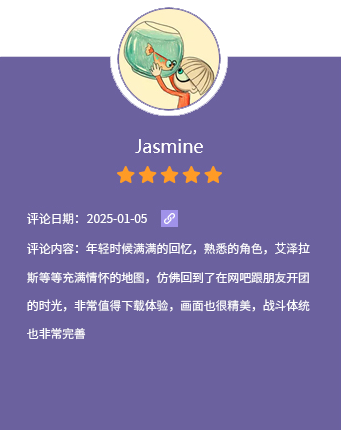 Jasmine
评论日期：2025-01-05
评论内容：年轻时候满满的回忆，熟悉的角色，艾泽拉
斯等等充满情怀的地图，仿佛回到了在网吧跟朋友开团
的时光，非常值得下载体验，画面也很精美，战斗体统
也非常完善